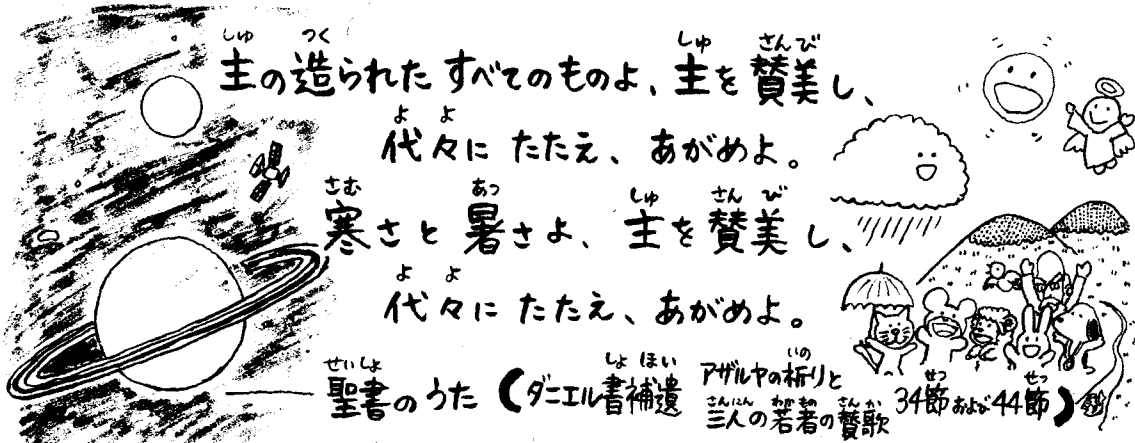 主の造られた すべてのものよ、主を賛美し、
代々に たたえ、あがめよ。
寒さと 暑さよ、主を賛美し、
代々に たたえ、あがめよ。
聖書のうた (ダニエル書補遺 アザルヤの祈りと三人の若者の賛歌 34節および44節)